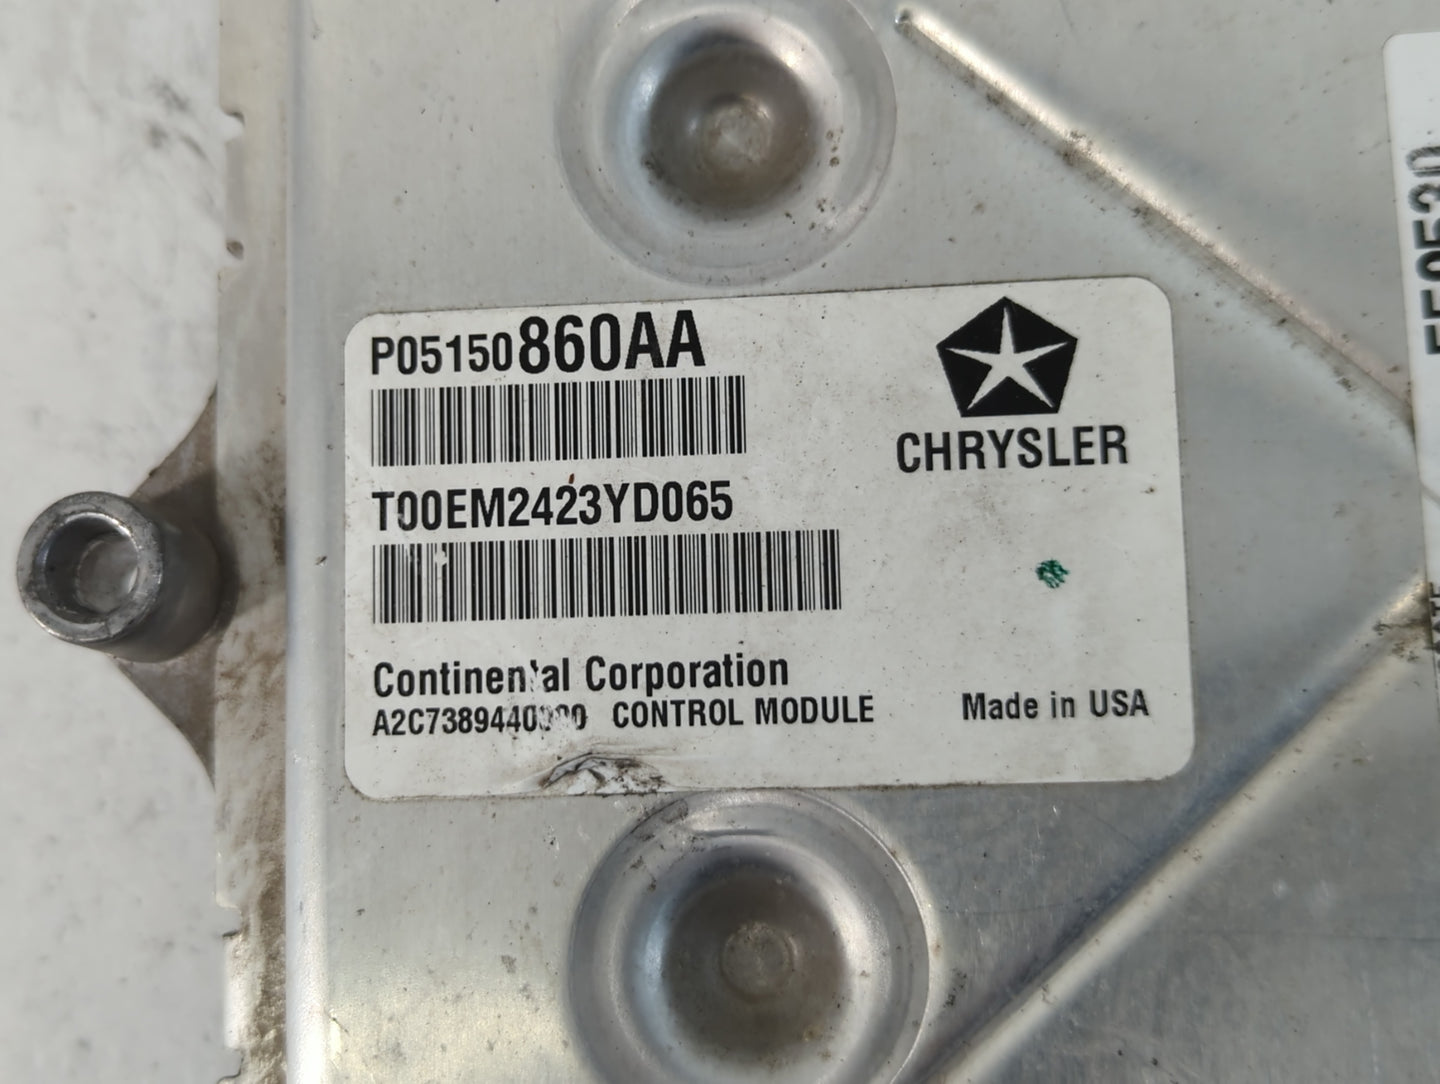 P05150860AA
CHRYSLER
T00EM2423YD065
Continental Corporation
CONTROL MODULE
Made in USA